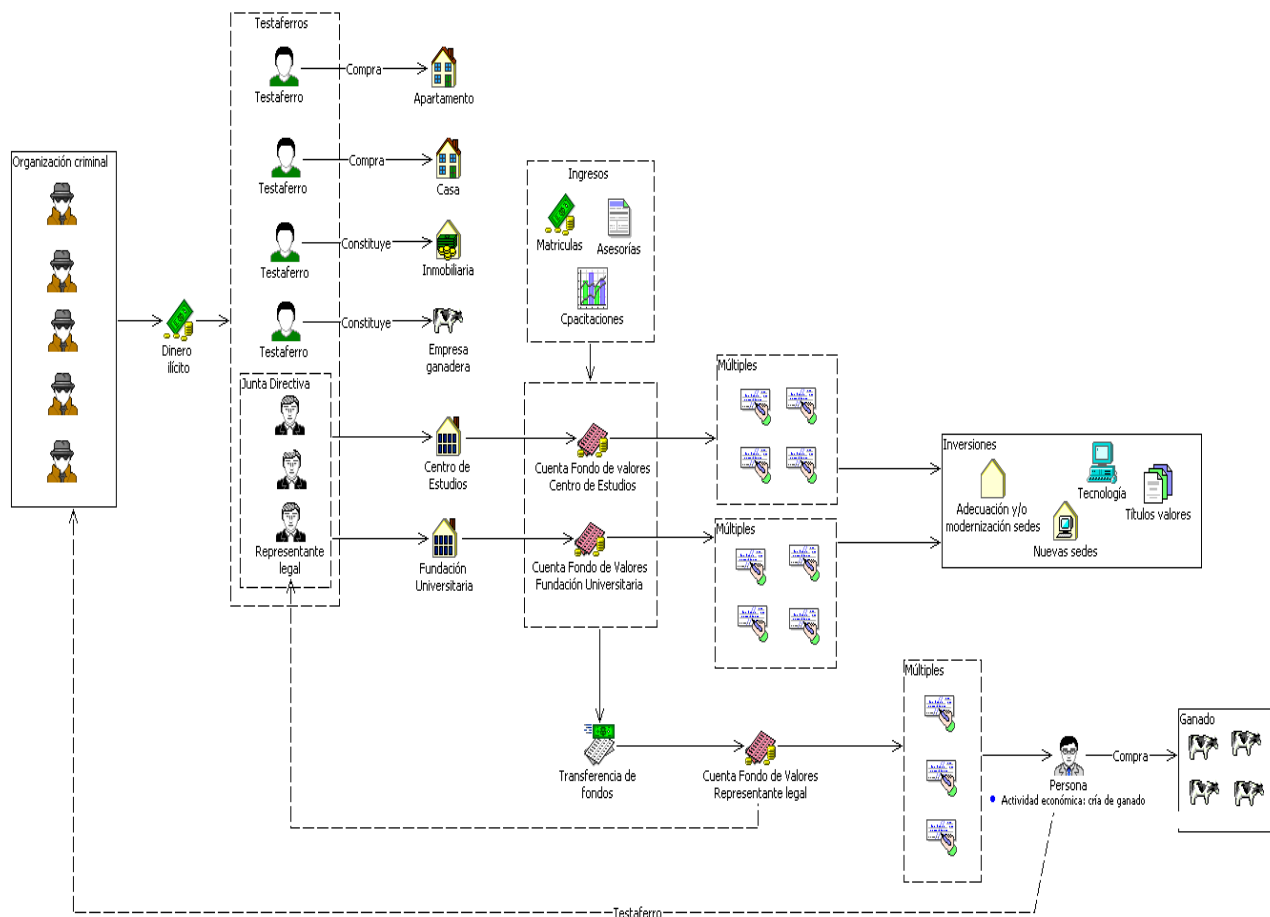 Testaferros
Testaferro
Compra
Apartamento
Organización criminal
Testaferro
Compra
Casa
Ingresos
Matriculas
Asesorías
Cpacitaciones
Testaferro
Constituye
Inmobiliaria
Dinero
ilícito
Testaferro
Constituye
Empresa
ganadera
Junta Directiva
Representante
legal
Centro de
Estudios
Cuenta Fondo de valores
Centro de Estudios
Múltiples
Fundación
Universitaria
Cuenta Fondo de Valores
Fundación Universitaria
Múltiples
Inversiones
Adecuación y/o
modernización sedes
Tecnología
Títulos valores
Nuevas sedes
Transferencia de
fondos
Cuenta Fondo de Valores
Representante legal
Múltiples
Persona
Actividad económica: cría de ganado
Compra
Ganado
Testaferro